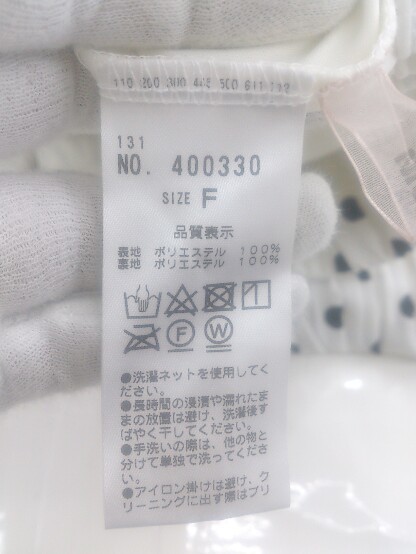 131
NO. 400330
SIZE F
品質表示
表地 ポリエステル 100%
裏地 ポリエステル 100%
F W
●洗濯ネットを使用してく
ださい。
●長時間の浸漬や濡れたま
まの放置は避け、洗濯後す
ばやく干してください。
●手洗いの際は、他の物と
分けて単独で洗ってくださ
い。
●アイロン掛けは避け、ク
リーニングに出す際はプリ